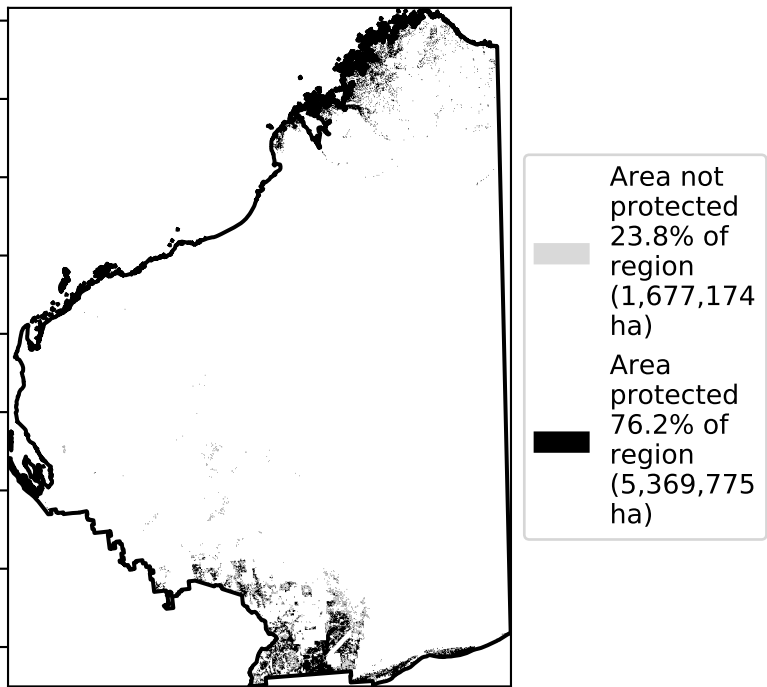 Area not
protected
23.8% of
region
(1,677,174
ha)
Area
protected
76.2% of
region
(5,369,775
ha)